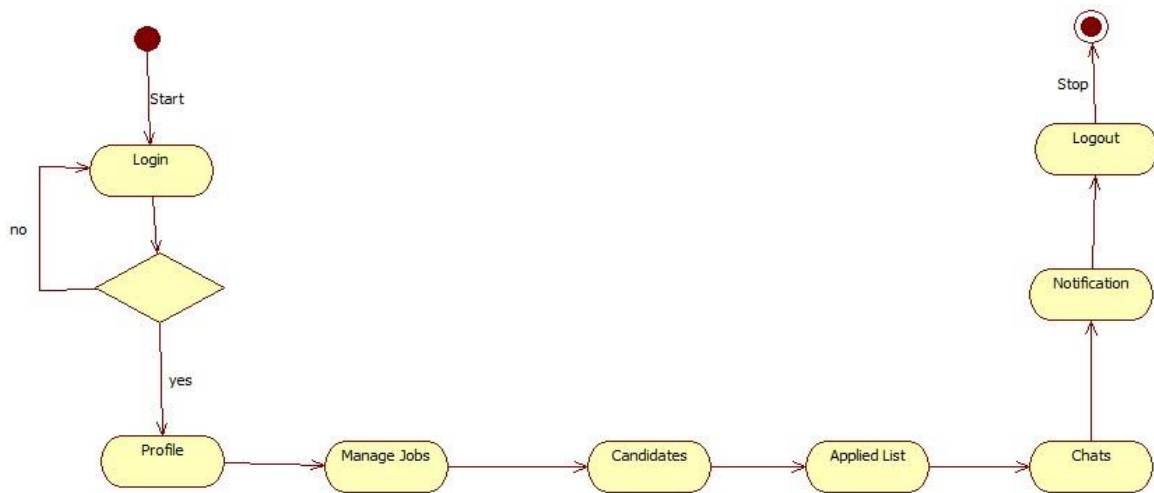 Start
Stop
Login
Logout
no
Notification
yes
Profile
Manage Jobs
Candidates
Applied List
Chats